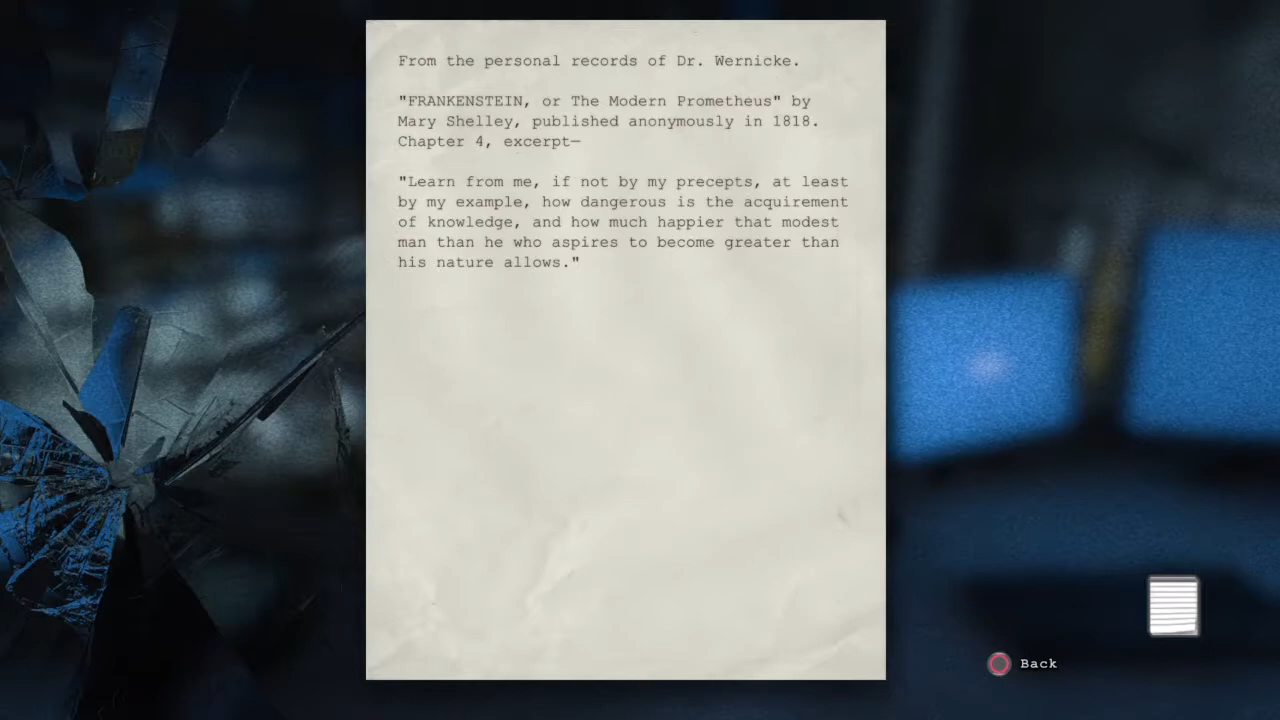 From the personal records of Dr. Wernicke.
"FRANKENSTEIN, or The Modern Prometheus" by
Mary Shelley, published anonymously in 1818.
Chapter 4, excerpt—
"Learn from me, if not by my precepts, at least
by my example, how dangerous is the acquirement
of knowledge, and how much happier that modest
man than he who aspires to become greater than
his nature allows."
Back